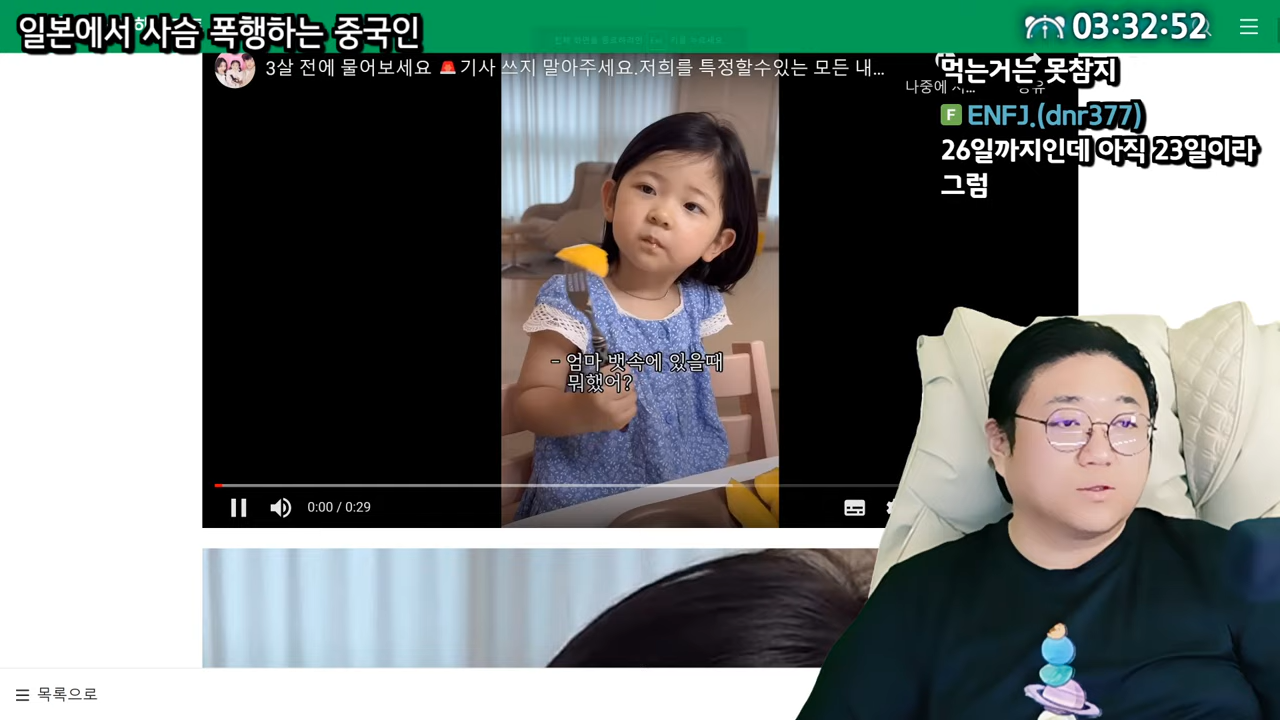 일본에서 사슴 폭행하는 중국인
03:32:52
3살 전에 물어보세요 🚨기사 쓰지 말아주세요.저희를 특정할수있는 모든 내...
나중에
먹는거는 못참지
F ENFJ.(dnr377)
26일까지인데 아직 23일이라
그럼
- 엄마 뱃속에 있을때
뭐했어?
0:00 / 0:29
목록으로